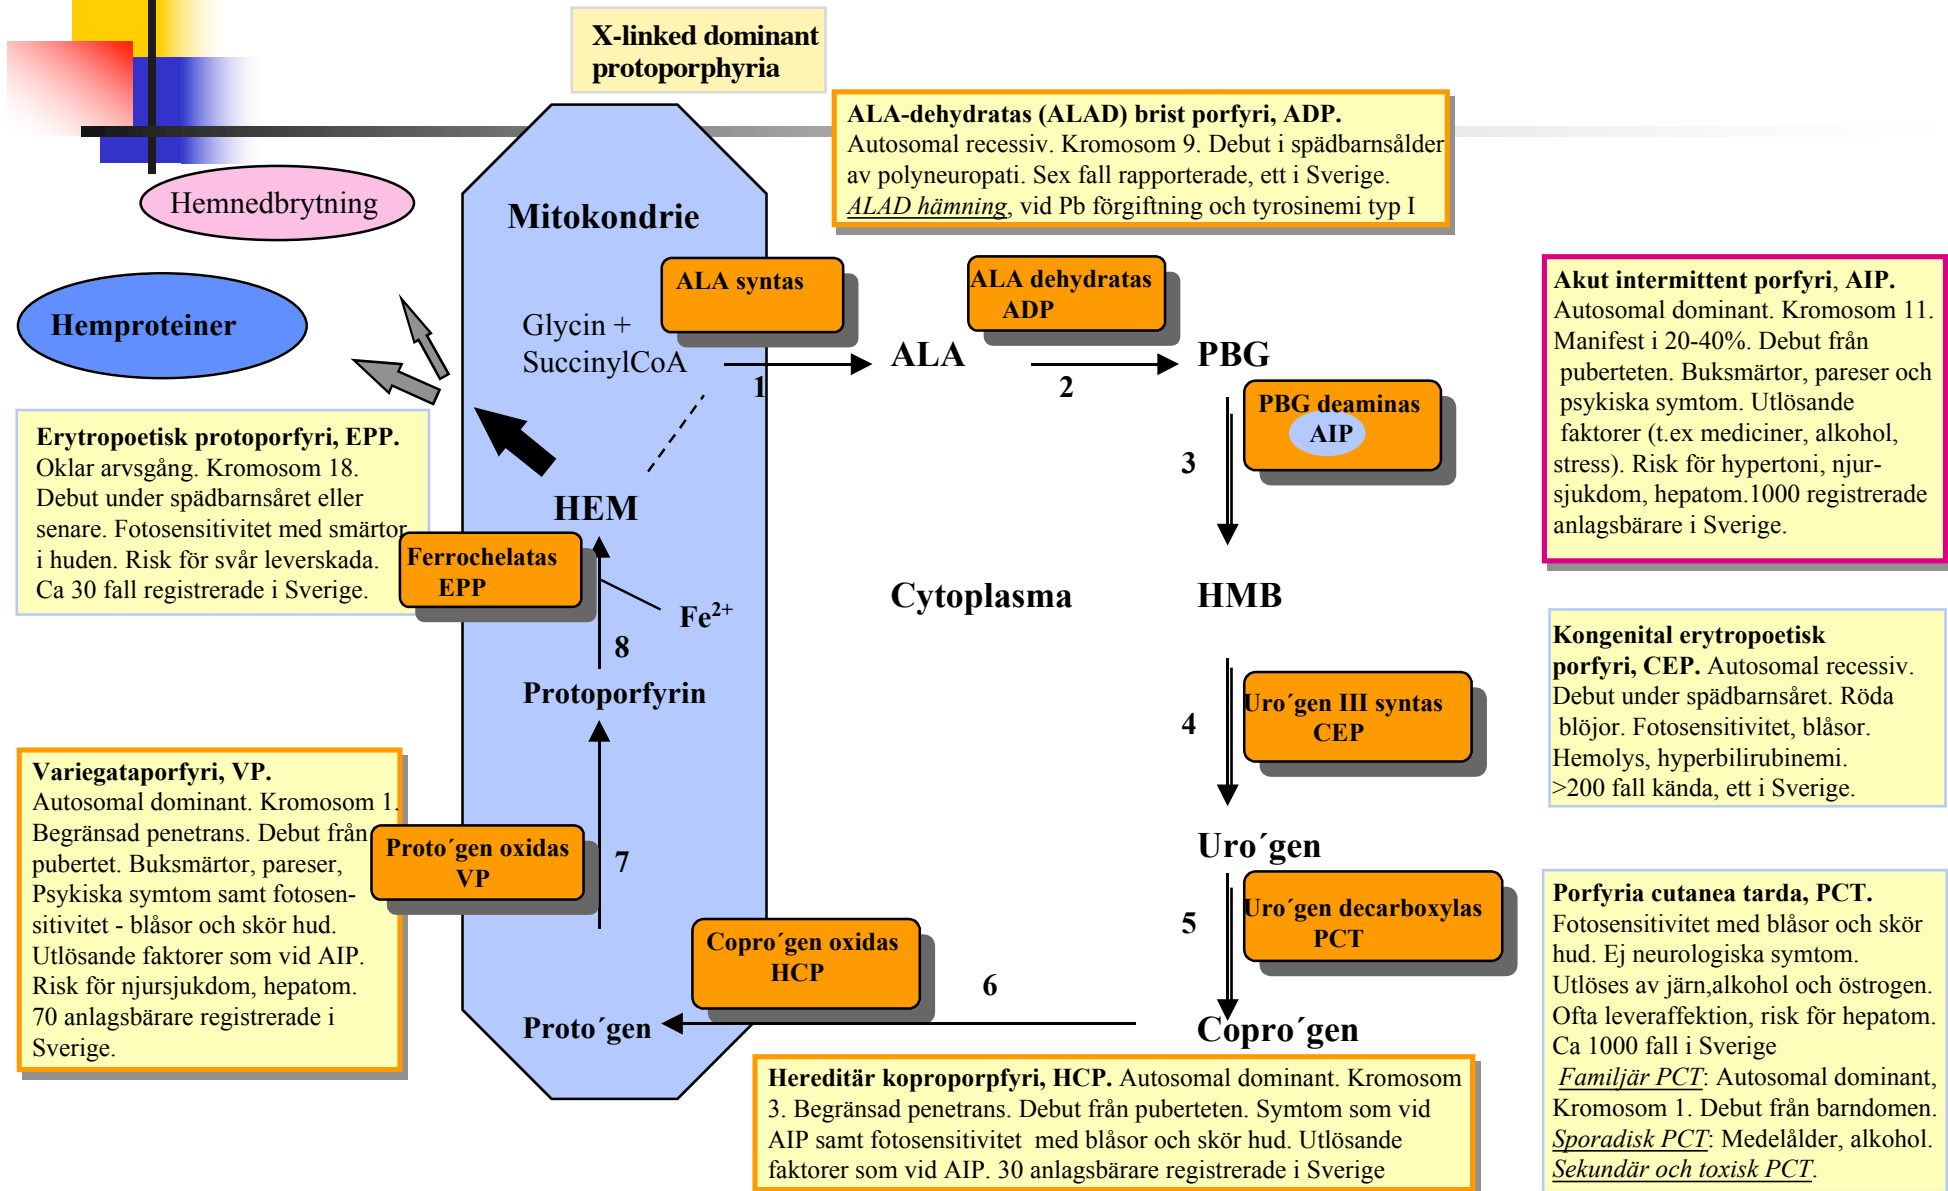 X-linked dominant
protoporphyria
ALA-dehydratas (ALAD) brist porfyri, ADP.
Autosomal recessiv. Kromosom 9. Debut i spädbarnsålder
av polyneuropati. Sex fall rapporterade, ett i Sverige.
ALAD hämning, vid Pb förgiftning och tyrosinemi typ I
Hemnedbrytning
Hemproteiner
Mitokondrie
ALA syntas
Glycin +
SuccinylCoA
1
ALA
ALA dehydratas
ADP
2
PBG
PBG deaminas
AIP
3
Akut intermittent porfyri, AIP.
Autosomal dominant. Kromosom 11.
Manifest i 20-40%. Debut från
puberteten. Buksmärtor, pareser och
psykiska symtom. Utlösande
faktorer (t.ex mediciner, alkohol,
stress). Risk för hypertoni, njur-
sjukdom, hepatom.1000 registrerade
anlagsbärare i Sverige.
Erytropoetisk protoporfyri, EPP.
Oklar arvsgång. Kromosom 18.
Debut under spädbarnsåret eller
senare. Fotosensitivitet med smärtor
i huden. Risk för svår leverskada.
Ca 30 fall registrerade i Sverige.
HEM
Ferrochelatas
EPP
Fe2+
8
Cytoplasma
HMB
Kongenital erytropoetisk
porfyri, CEP. Autosomal recessiv.
Debut under spädbarnsåret. Röda
blöjor. Fotosensitivitet, blåsor.
Hemolys, hyperbilirubinemi.
>200 fall kända, ett i Sverige.
Protoporfyrin
4
Uro´gen III syntas
CEP
Variegataporfyri, VP.
Autosomal dominant. Kromosom 1.
Begränsad penetrans. Debut från
pubertet. Buksmärtor, pareser,
Psykiska symtom samt fotosen-
sitivitet - blåsor och skör hud.
Utlösande faktorer som vid AIP.
Risk för njursjukdom, hepatom.
70 anlagsbärare registrerade i
Sverige.
Proto´gen oxidas
VP
7
Uro´gen
5
Uro´gen decarboxylas
PCT
Porfyria cutanea tarda, PCT.
Fotosensitivitet med blåsor och skör
hud. Ej neurologiska symtom.
Utlöses av järn,alkohol och östrogen.
Ofta leveraffektion, risk för hepatom.
Ca 1000 fall i Sverige
Familjär PCT: Autosomal dominant,
Kromosom 1. Debut från barndomen.
Sporadisk PCT: Medelålder, alkohol.
Sekundär och toxisk PCT.
Copro´gen oxidas
HCP
6
Proto´gen
Copro´gen
Hereditär koproporpfyri, HCP. Autosomal dominant. Kromosom
3. Begränsad penetrans. Debut från puberteten. Symtom som vid
AIP samt fotosensitivitet med blåsor och skör hud. Utlösande
faktorer som vid AIP. 30 anlagsbärare registrerade i Sverige